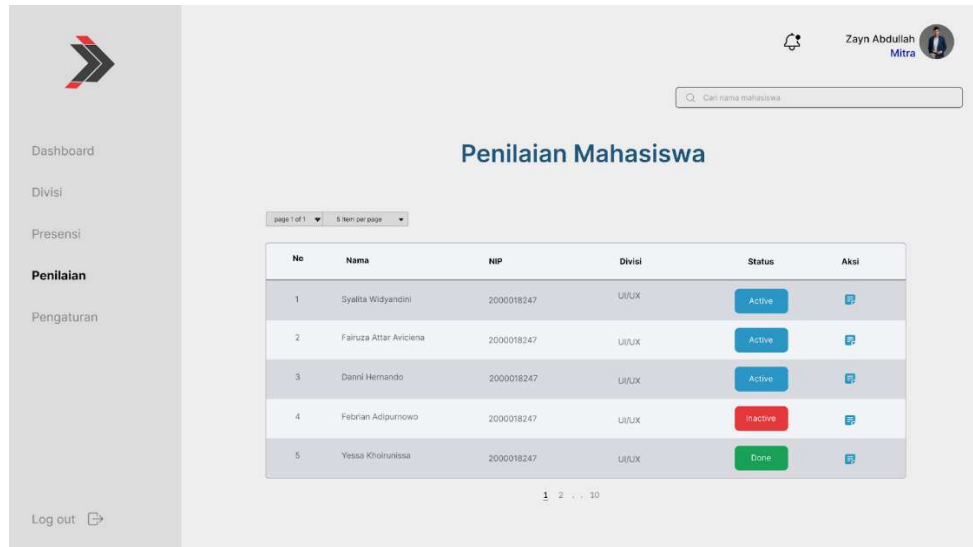 Zayn Abdullah
Mitra
Cari nama mahasiswa
Dashboard
Divisi
Presensi
Penilaian
Pengaturan
Log out
Penilaian Mahasiswa
page 1 of 1 5 item per page
No Nama NIP Divisi Status Aksi
1 Syalita Widyandini 2000018247 UI/UX Active
2 Fairuza Attar Aviciena 2000018247 UI/UX Active
3 Danni Hernando 2000018247 UI/UX Active
4 Febrian Adipurnowo 2000018247 UI/UX Inactive
5 Yessa Khoirunissa 2000018247 UI/UX Done
1 2 . . 10